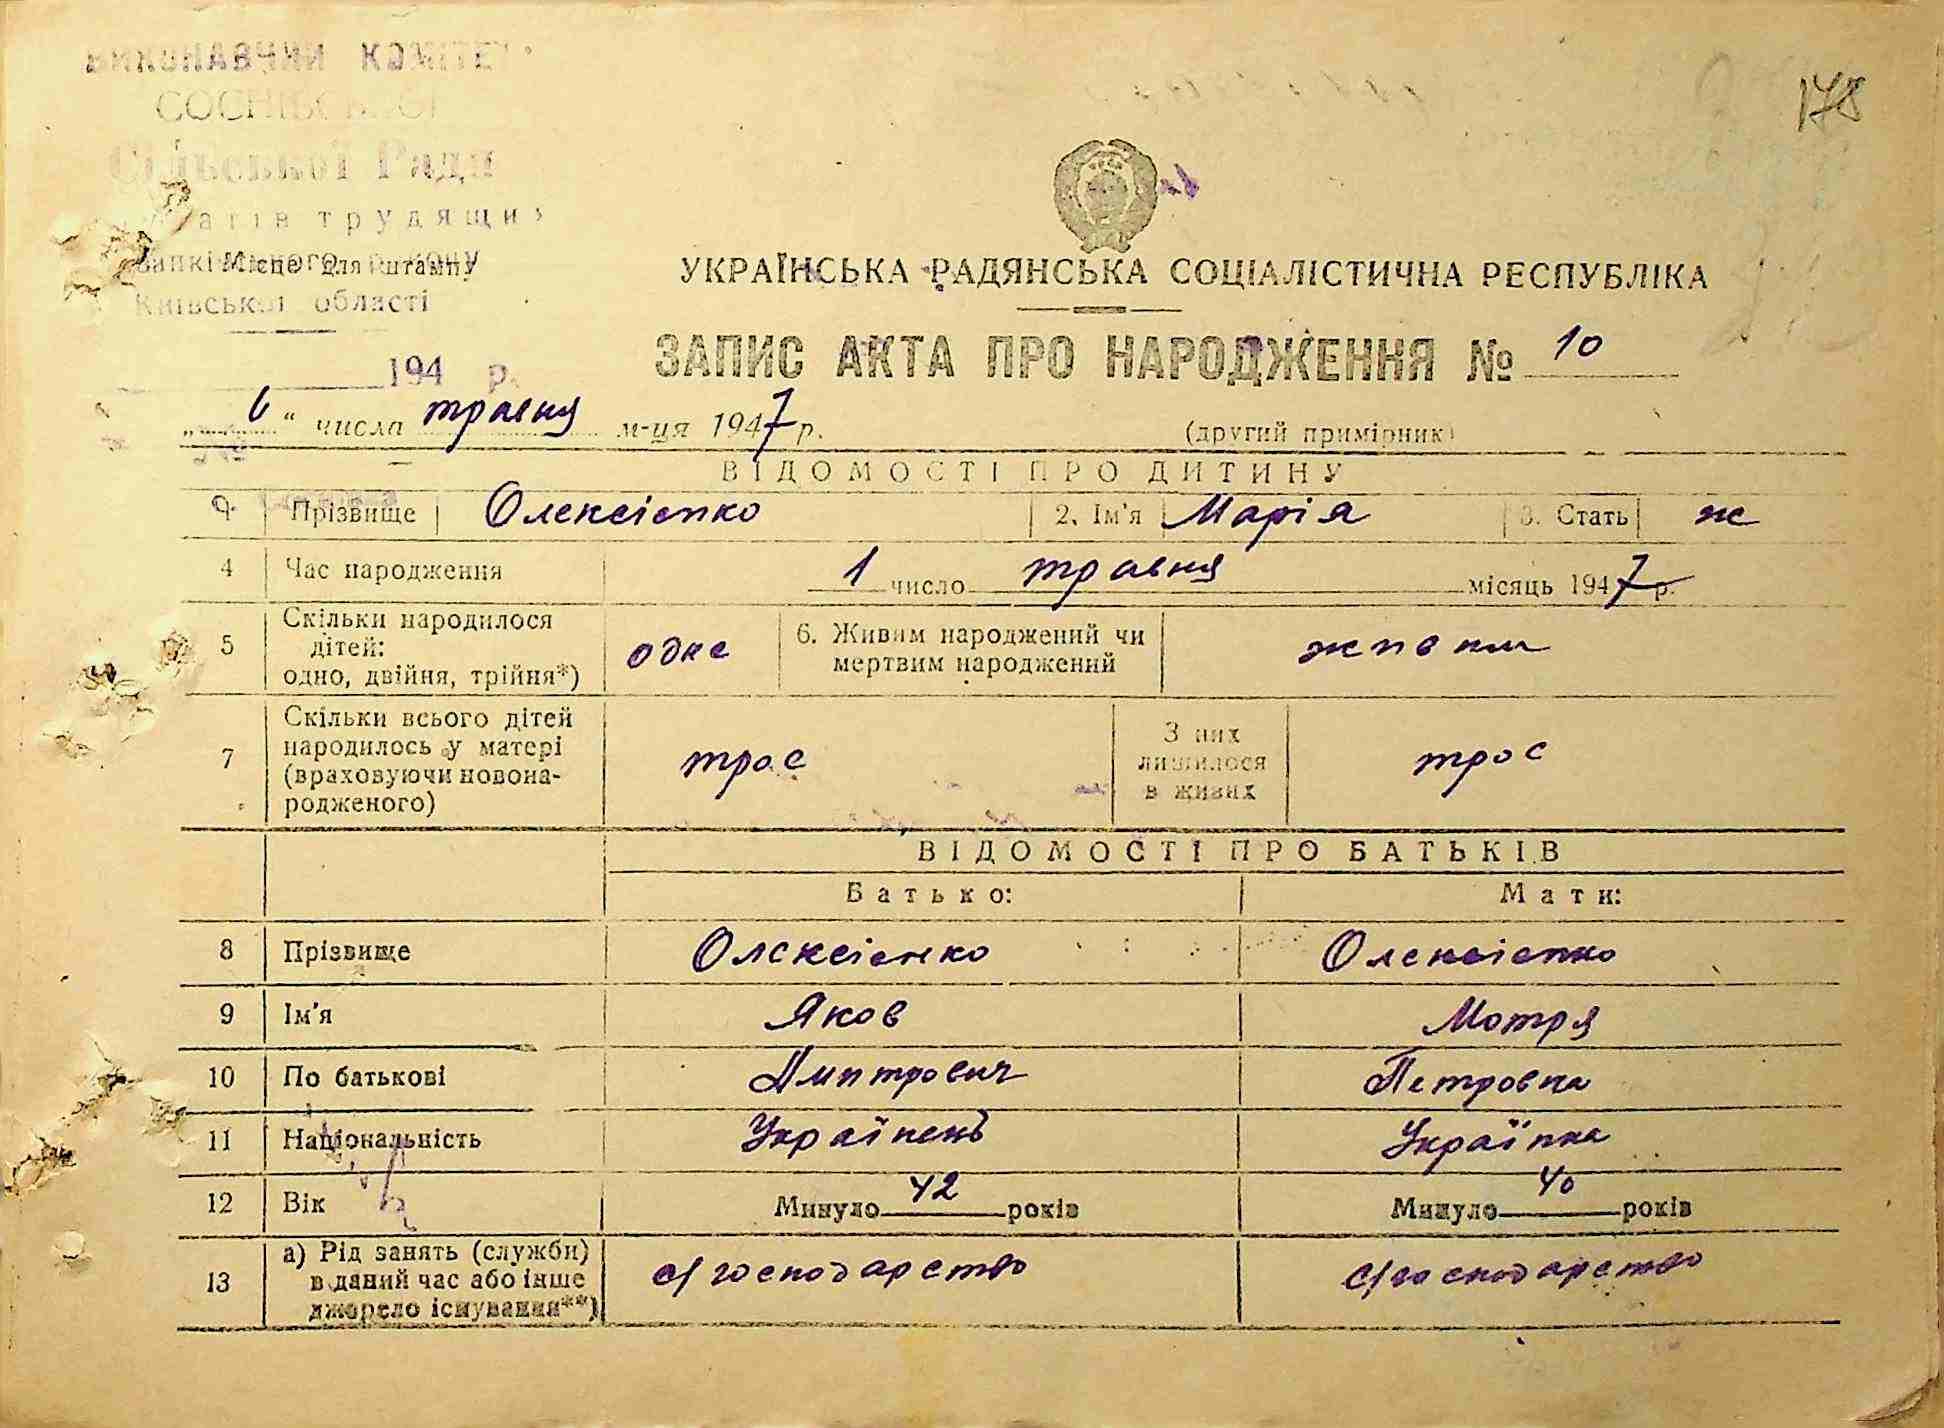 ВИКОНАВЧИЙ КОМІТЕТ
СОСНІВСЬКОЇ
Сільської Ради
трудящих
Місце для штампу
Київської області
194 р.
178
УКРАЇНСЬКА РАДЯНСЬКА СОЦІАЛІСТИЧНА РЕСПУБЛІКА
ЗАПИС АКТА ПРО НАРОДЖЕННЯ № 10
числа травня м-ця 1947 р.
(другий примірник)
ВІДОМОСТІ ПРО ДИТИНУ
Прізвище Олексієнко 2. Ім'я Марія 3. Стать ж
4 Час народження 1 число травня місяць 1947 р.
5 Скільки народилося дітей: одно, двійня, трійня*) одне 6. Живим народжений чи мертвим народжений живим
7 Скільки всього дітей народилось у матері (враховуючи новонародженого) троє З них лишилося в живих троє
ВІДОМОСТІ ПРО БАТЬКІВ
Батько: Мати:
8 Прізвище Олексієнко Олексієнко
9 Ім'я Яков Мотря
10 По батькові Дмитрович Петровна
11 Національність Українець Українка
12 Вік Минуло 42 років Минуло 40 років
13 а) Рід занять (служби) в даний час або інше джерело існування**) с/господарство с/господарство